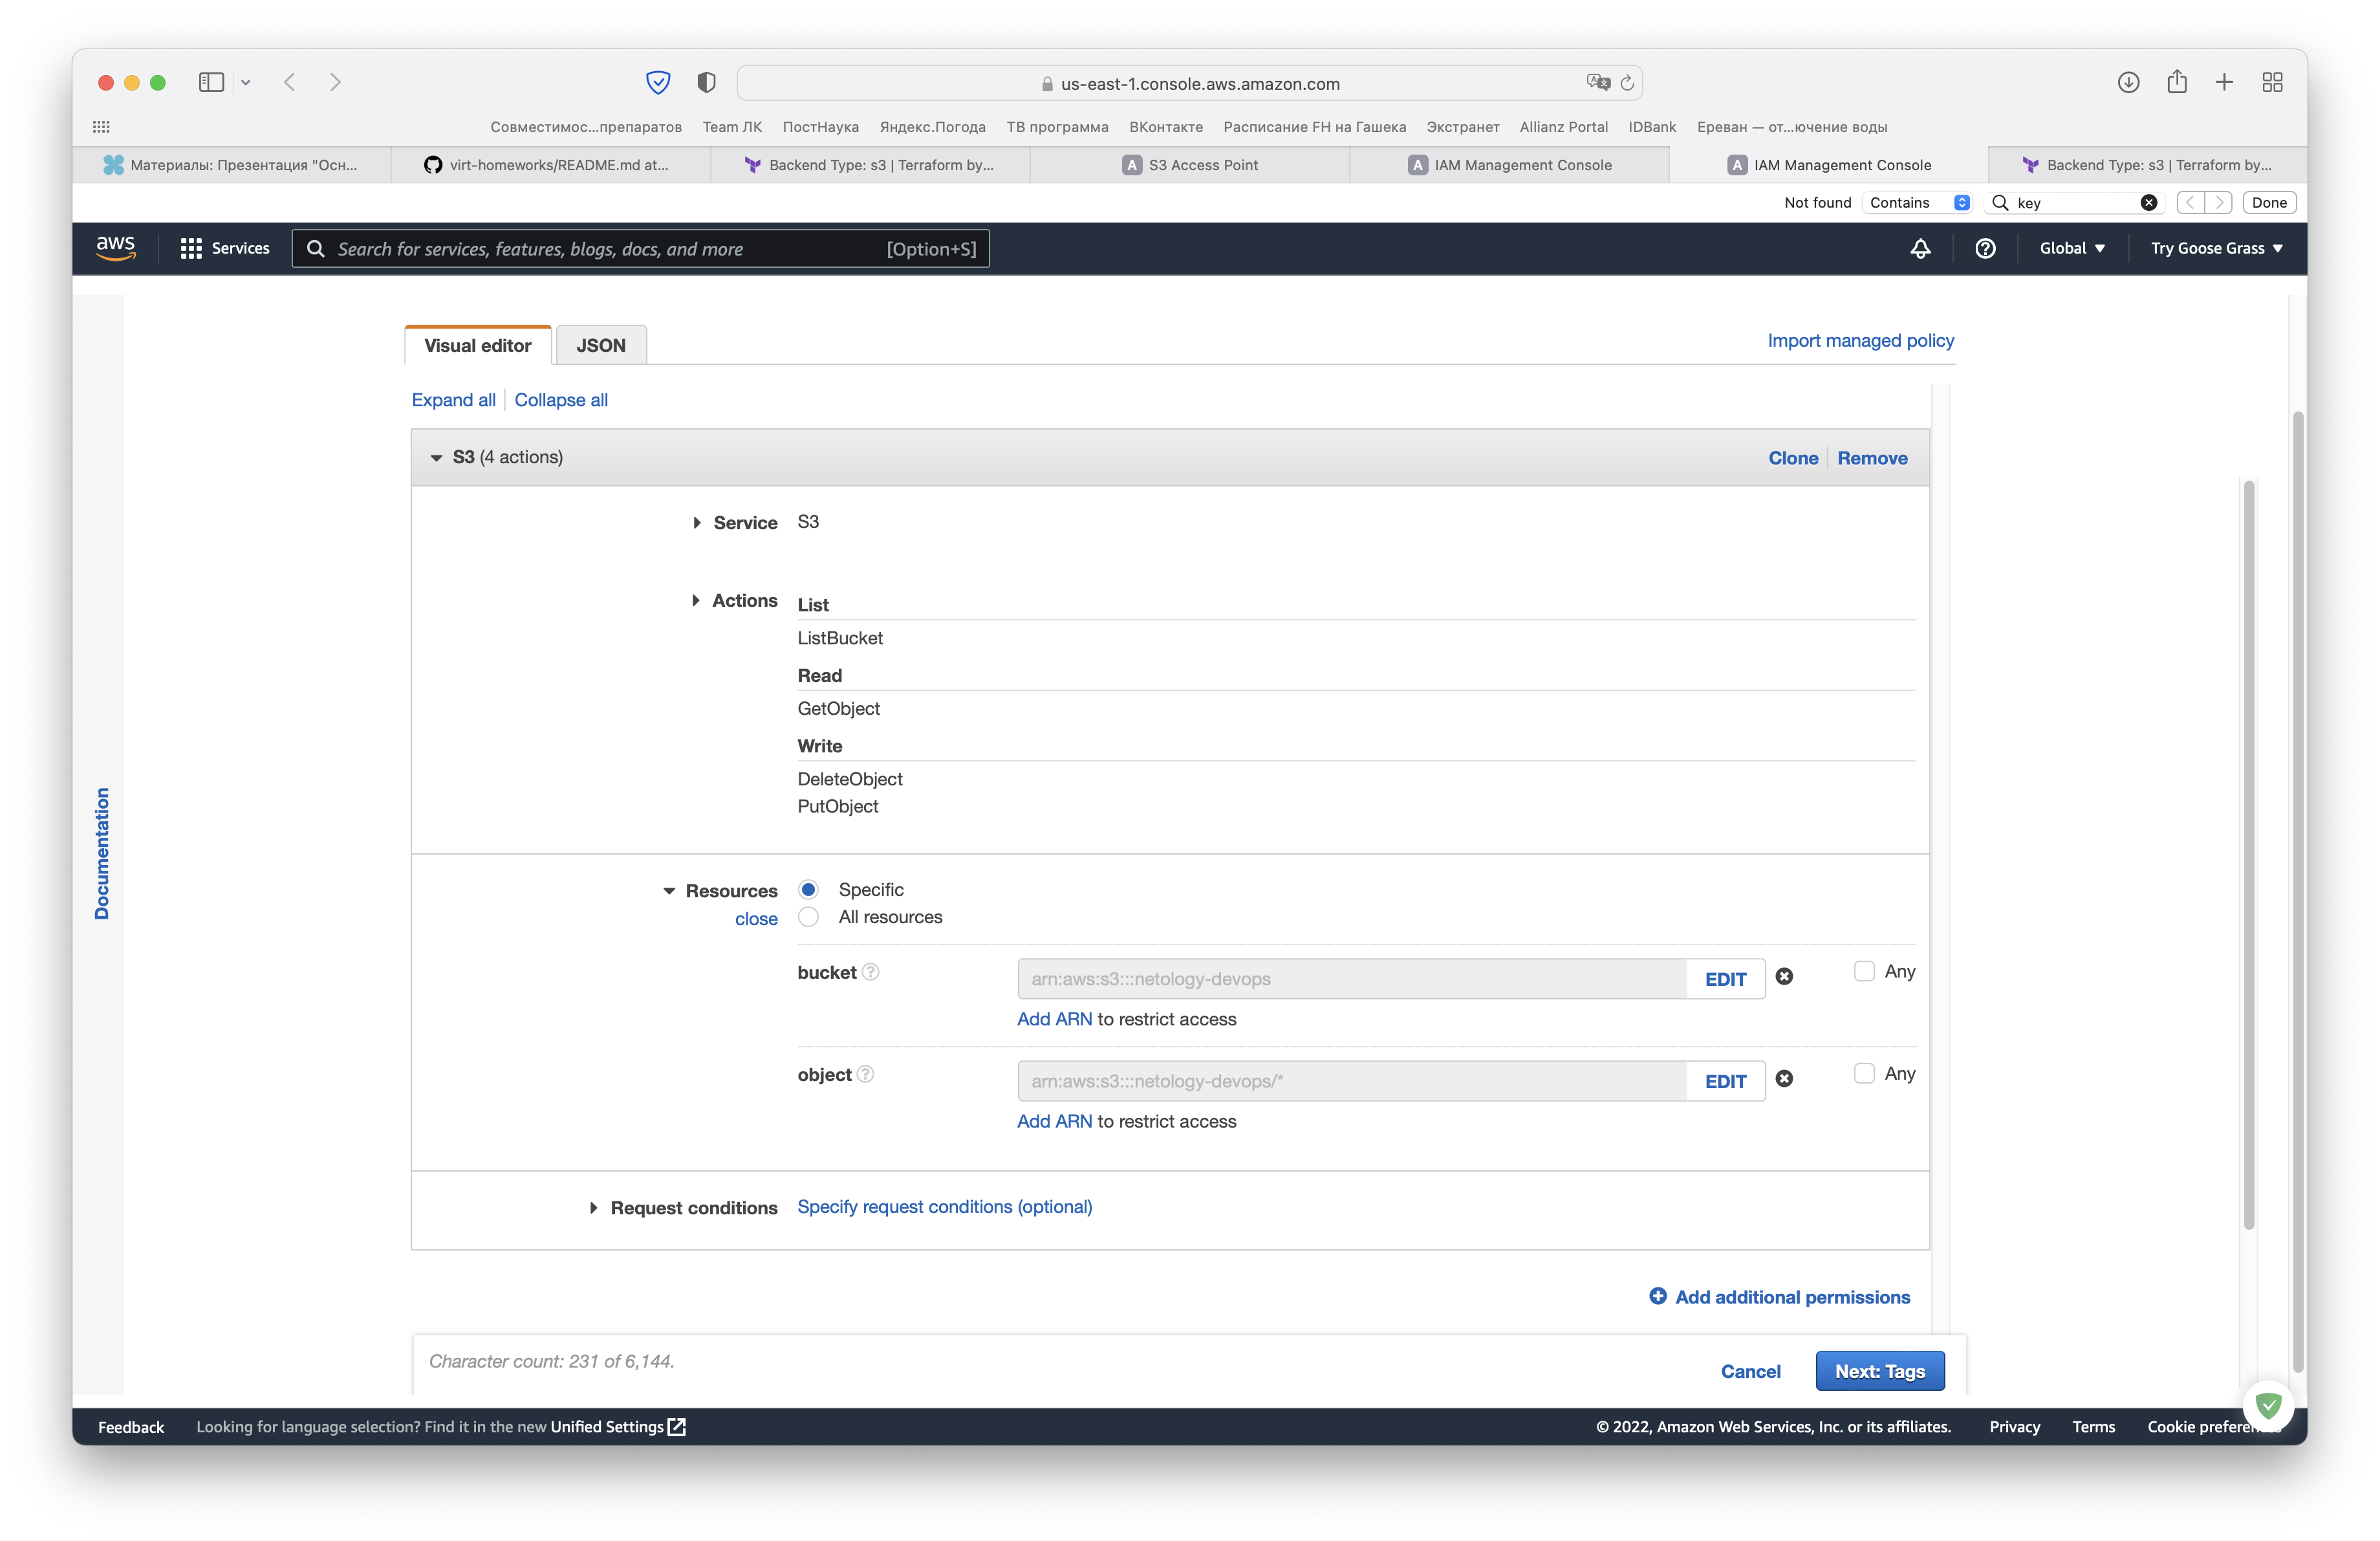 us-east-1.console.aws.amazon.com
Совместимос...препаратов Team ЛК ПостНаука Яндекс.Погода ТВ программа ВКонтакте Расписание FH на Гашека Экстранет Allianz Portal IDBank Ереван — от...ючение воды
Материалы: Презентация "Осн... virt-homeworks/README.md at... Backend Type: s3 | Terraform by... A S3 Access Point A IAM Management Console A IAM Management Console Backend Type: s3 | Terraform by...
Not found Contains key Done
aws Services Search for services, features, blogs, docs, and more [Option+S] Global Try Goose Grass
Visual editor JSON Import managed policy
Expand all Collapse all
S3 (4 actions) Clone Remove
Service S3
Actions List
ListBucket
Read
GetObject
Write
DeleteObject
PutObject
Documentation
Resources Specific
close All resources
bucket arn:aws:s3:::netology-devops EDIT Any
Add ARN to restrict access
object arn:aws:s3:::netology-devops/* EDIT Any
Add ARN to restrict access
Request conditions Specify request conditions (optional)
Add additional permissions
Character count: 231 of 6,144.
Cancel Next: Tags
Feedback Looking for language selection? Find it in the new Unified Settings © 2022, Amazon Web Services, Inc. or its affiliates. Privacy Terms Cookie preferen